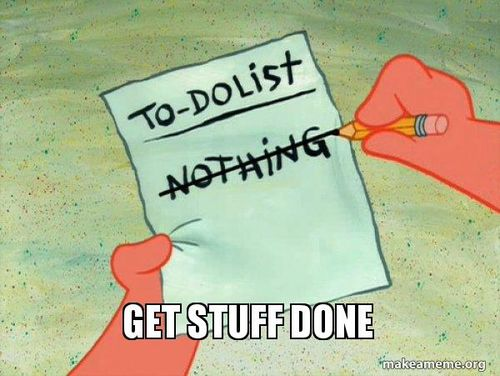 TO-DOLiST
NOTHiNG
GET STUFF DONE
makeameme.org